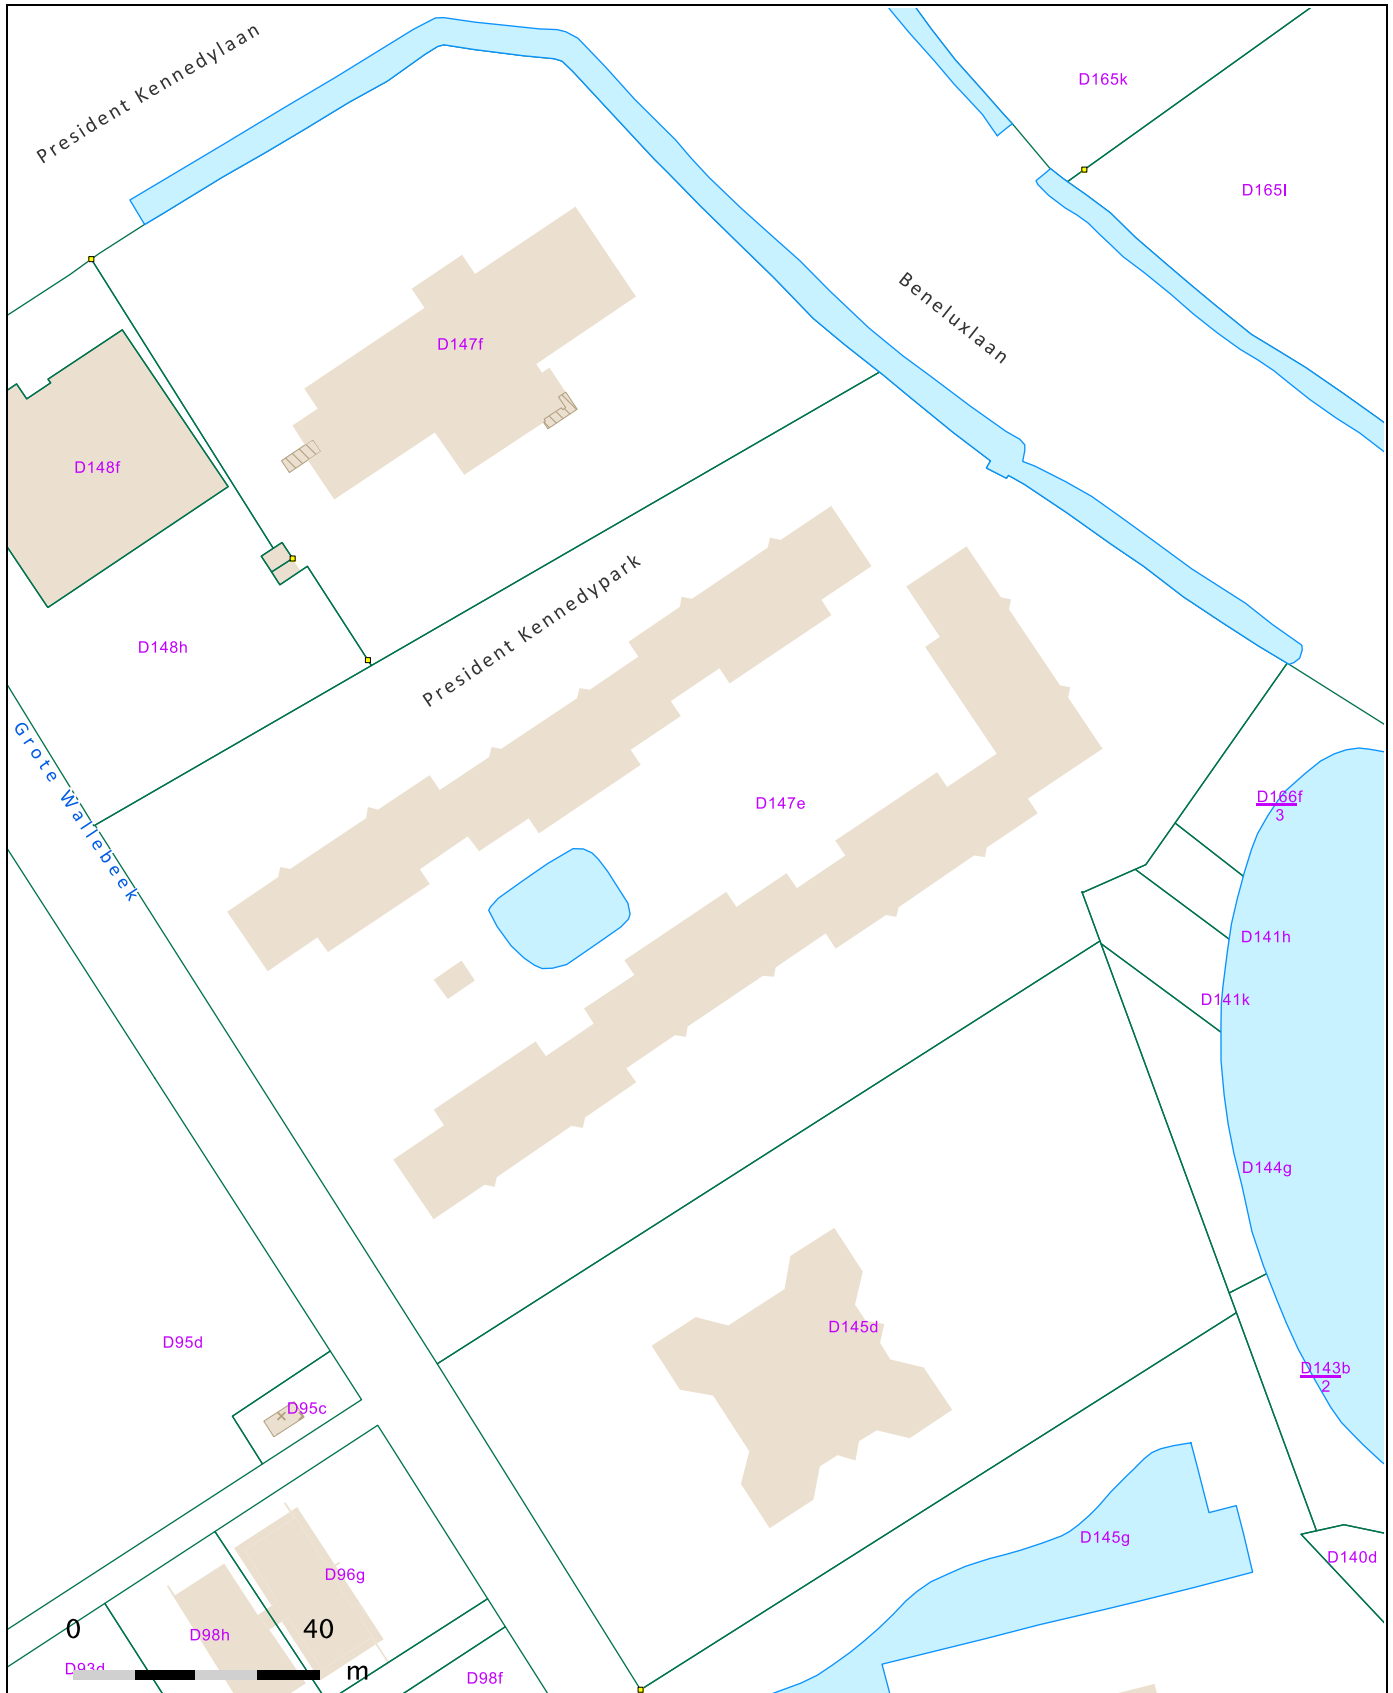 President Kennedylaan
D165k
D165l
Beneluxlaan
D147f
D148f
President Kennedypark
D148h
Grote Wallebeek
D147e
D166f
3
D141h
D141k
D144g
D145d
D95d
D143b
2
D95c
D145g
D140d
D96g
D98h
D93d
D98f
0 40
m